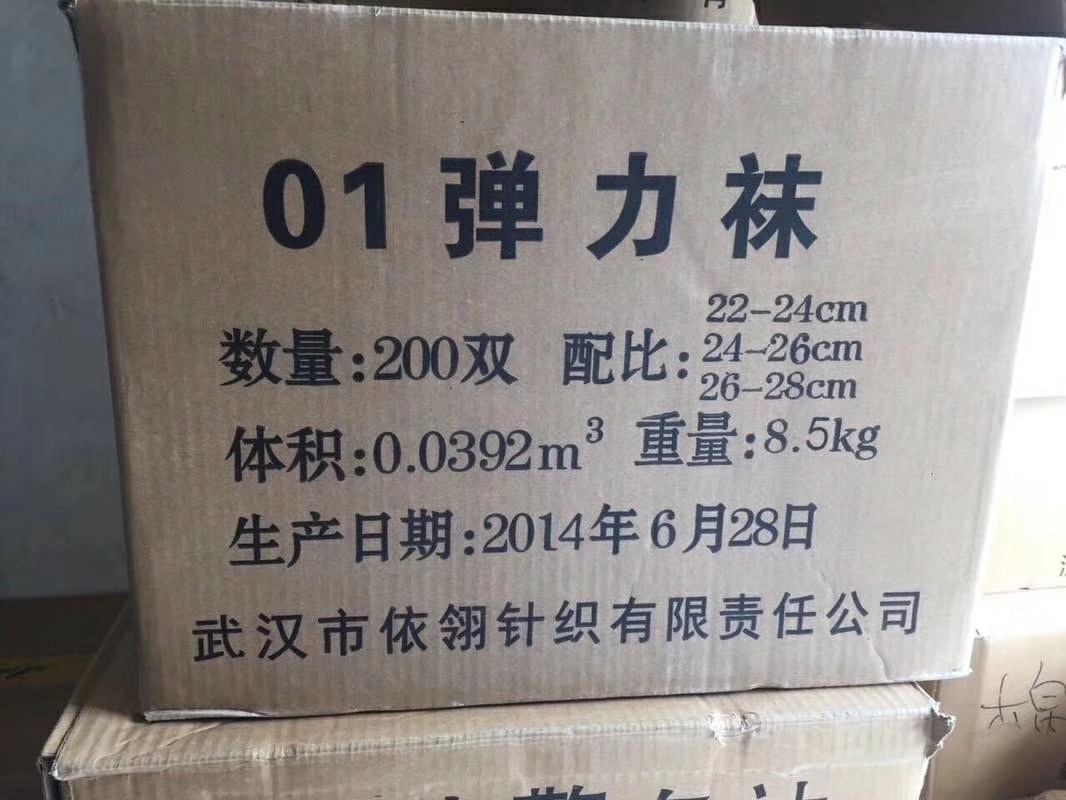 01弹力袜
数量:200双 配比:22-24cm
24-26cm
26-28cm
体积:0.0392m³ 重量:8.5kg
生产日期:2014年6月28日
武汉市依翎针织有限责任公司